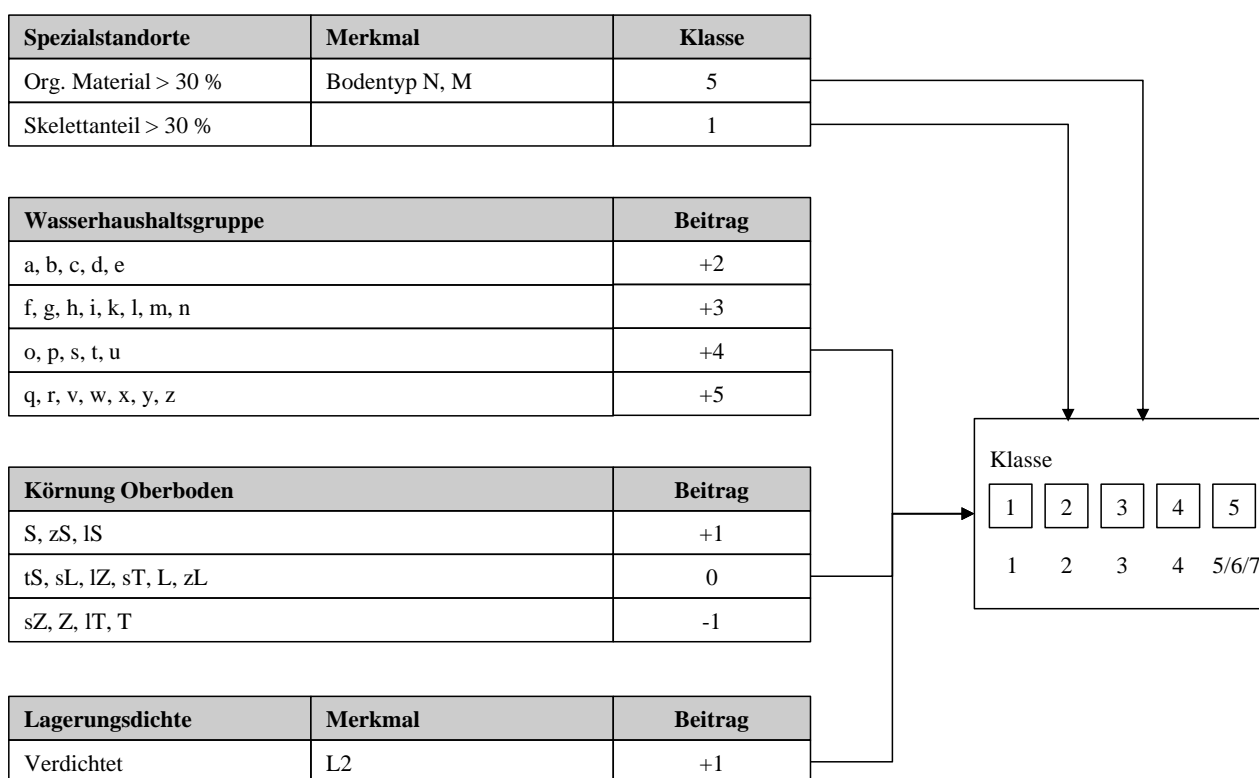 Spezialstandorte Merkmal Klasse
Org. Material > 30 % Bodentyp N, M 5
Skelettanteil > 30 % 1
Wasserhaushaltsgruppe Beitrag
a, b, c, d, e +2
f, g, h, i, k, l, m, n +3
o, p, s, t, u +4
q, r, v, w, x, y, z +5
Körnung Oberboden Beitrag
S, zS, lS +1
tS, sL, lZ, sT, L, zL 0
sZ, Z, lT, T -1
Lagerungsdichte Merkmal Beitrag
Verdichtet L2 +1
Klasse
1 2 3 4 5
1 2 3 4 5/6/7